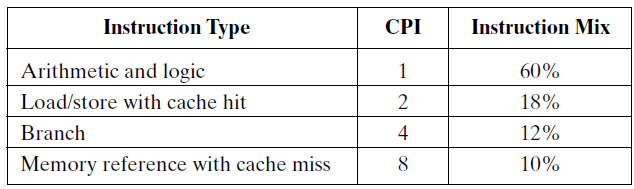 Instruction Type CPI Instruction Mix
Arithmetic and logic 1 60%
Load/store with cache hit 2 18%
Branch 4 12%
Memory reference with cache miss 8 10%